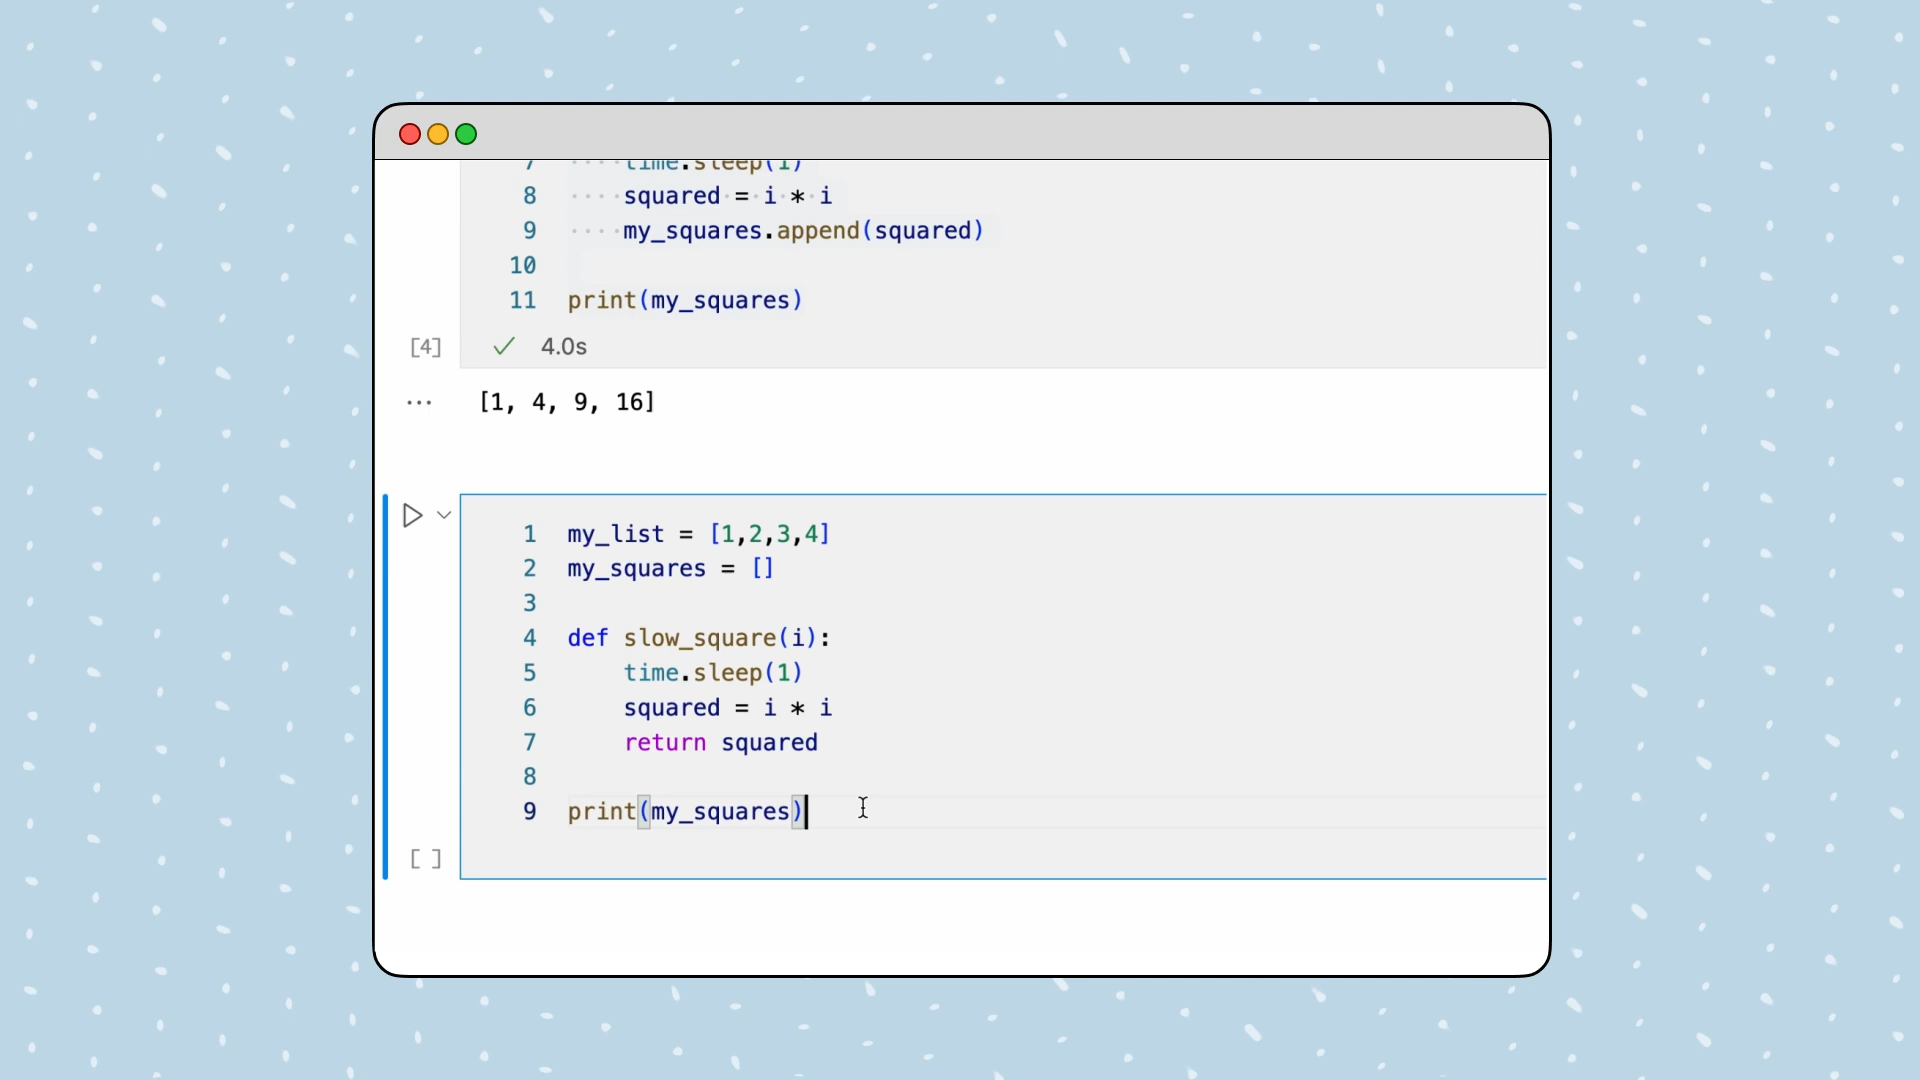 7 time.sleep(1)
8 squared = i * i
9 my_squares.append(squared)
10
11 print(my_squares)
[4] 4.0s
... [1, 4, 9, 16]
1 my_list = [1,2,3,4]
2 my_squares = []
3
4 def slow_square(i):
5 time.sleep(1)
6 squared = i * i
7 return squared
8
9 print(my_squares)
[ ]